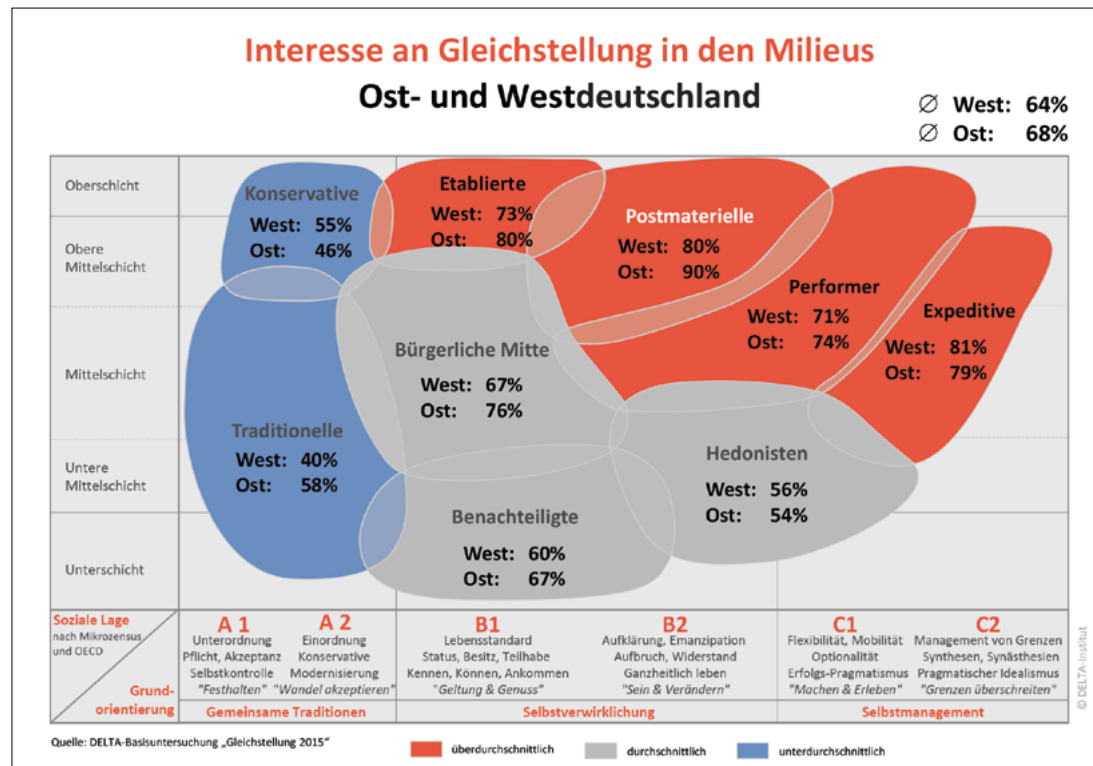 Interesse an Gleichstellung in den Milieus
Ost- und Westdeutschland
∅ West: 64%
∅ Ost: 68%
Oberschicht
Obere
Mittelschicht
Mittelschicht
Untere
Mittelschicht
Unterschicht
Konservative
West: 55%
Ost: 46%
Etablierte
West: 73%
Ost: 80%
Postmaterielle
West: 80%
Ost: 90%
Performer
West: 71%
Ost: 74%
Expeditive
West: 81%
Ost: 79%
Bürgerliche Mitte
West: 67%
Ost: 76%
Traditionelle
West: 40%
Ost: 58%
Hedonisten
West: 56%
Ost: 54%
Benachteiligte
West: 60%
Ost: 67%
Soziale Lage
nach Mikrozensus
und OECD
Grund-
orientierung
A 1
Unterordnung
Pflicht, Akzeptanz
Selbstkontrolle
"Festhalten"
A 2
Einordnung
Konservative
Modernisierung
"Wandel akzeptieren"
B1
Lebensstandard
Status, Besitz, Teilhabe
Kennen, Können, Ankommen
"Geltung & Genuss"
B2
Aufklärung, Emanzipation
Aufbruch, Widerstand
Ganzheitlich leben
"Sein & Verändern"
C1
Flexibilität, Mobilität
Optionalität
Erfolgs-Pragmatismus
"Machen & Erleben"
C2
Management von Grenzen
Synthesen, Synästhesien
Pragmatischer Idealismus
"Grenzen überschreiten"
Gemeinsame Traditionen
Selbstverwirklichung
Selbstmanagement
© DELTA-Institut
Quelle: DELTA-Basisuntersuchung „Gleichstellung 2015"
überdurchschnittlich
durchschnittlich
unterdurchschnittlich